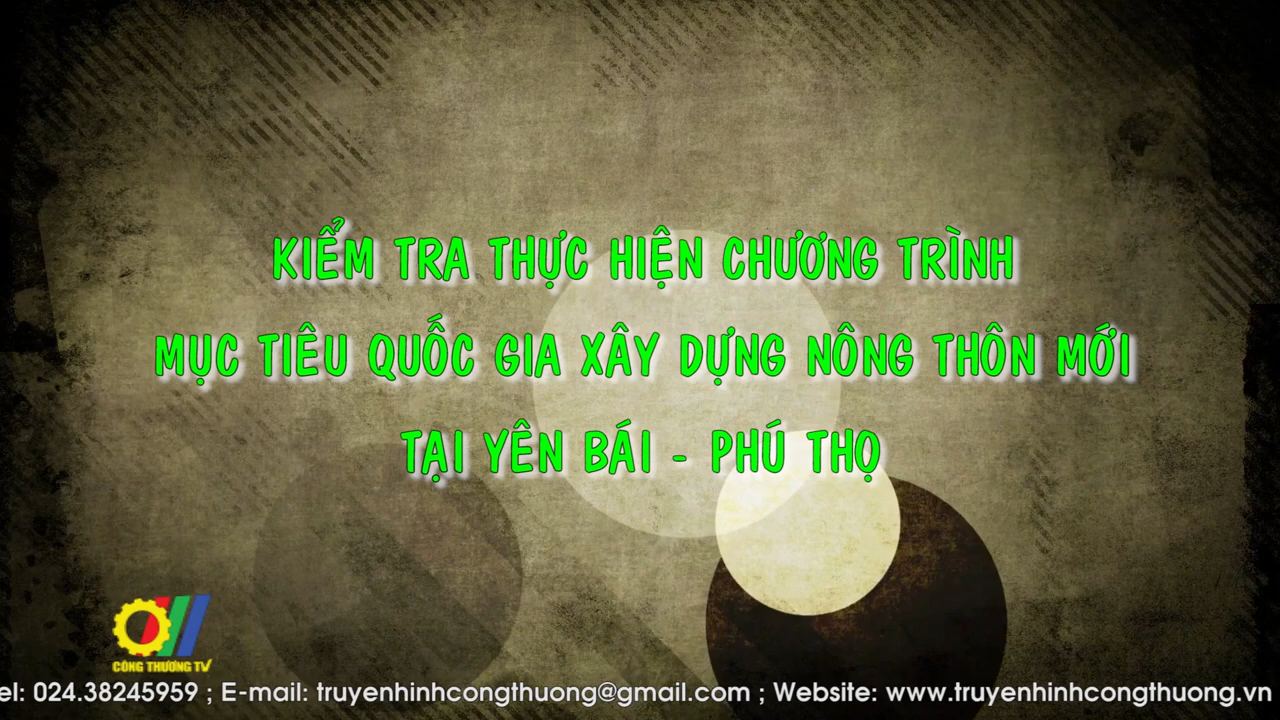 KIỂM TRA THỰC HIỆN CHƯƠNG TRÌNH
MỤC TIÊU QUỐC GIA XÂY DỰNG NÔNG THÔN MỚI
TẠI YÊN BÁI - PHÚ THỌ
CÔNG THƯƠNG TV
el: 024.38245959 ; E-mail: truyenhinhcongthuong@gmail.com ; Website: www.truyenhinhcongthuong.vn